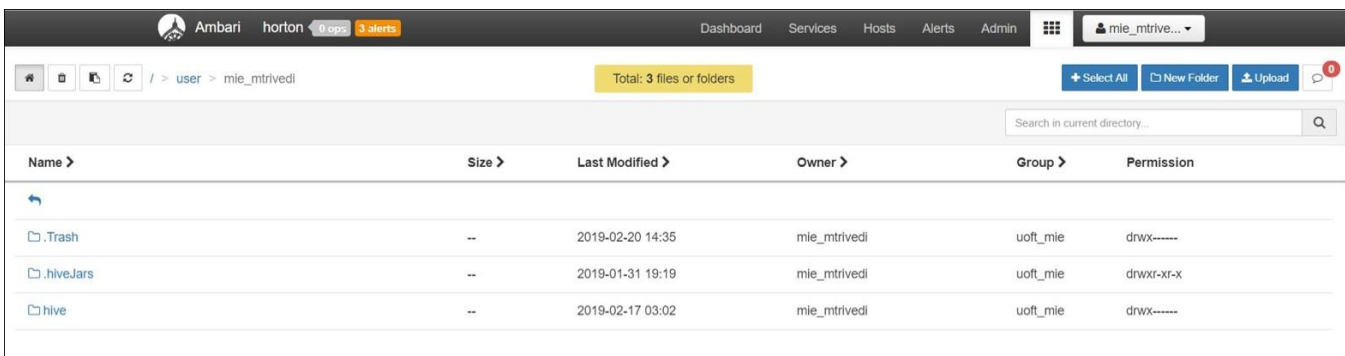 Ambari horton 0 ops 3 alerts Dashboard Services Hosts Alerts Admin mie_mtrive...
/ > user > mie_mtrivedi Total: 3 files or folders Select All New Folder Upload 0
Search in current directory...
Name Size Last Modified Owner Group Permission
.Trash -- 2019-02-20 14:35 mie_mtrivedi uoft_mie drwx------
.hiveJars -- 2019-01-31 19:19 mie_mtrivedi uoft_mie drwxr-xr-x
hive -- 2019-02-17 03:02 mie_mtrivedi uoft_mie drwx------